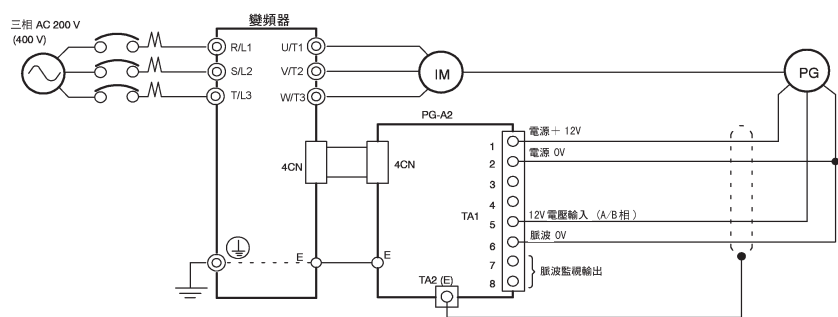 三相 AC 200 V
(400 V)
變頻器
R/L1
U/T1
S/L2
V/T2
T/L3
W/T3
IM
PG
PG-A2
4CN
4CN
TA1
1
電源＋ 12V
2
電源 0V
3
4
5
12V 電壓輸入 （A/B 相）
6
脈波 0V
7
8
脈波監視輸出
E
E
TA2 (E)